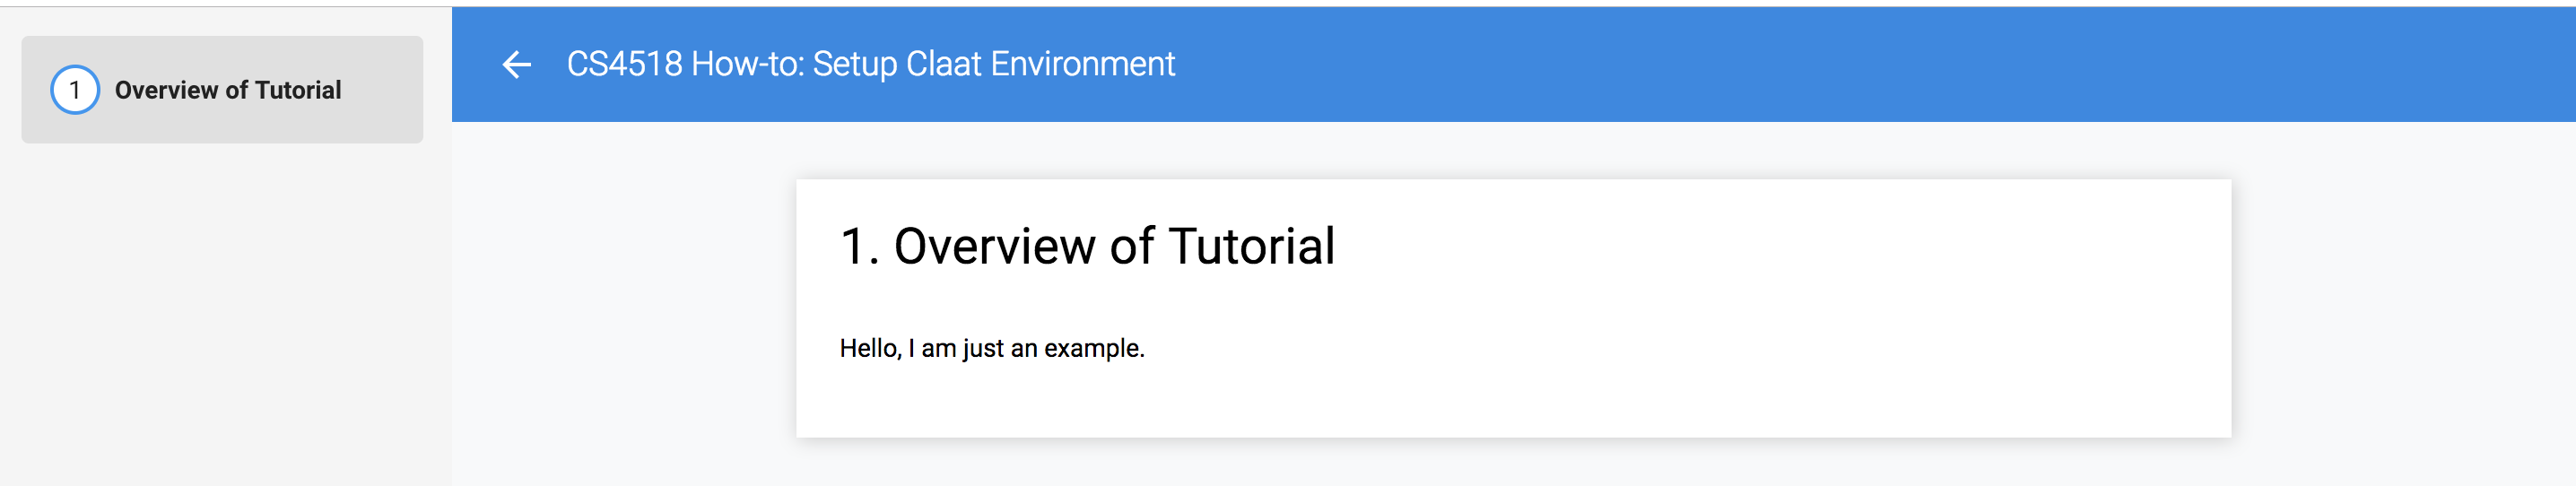 1 Overview of Tutorial
CS4518 How-to: Setup Claat Environment
1. Overview of Tutorial
Hello, I am just an example.